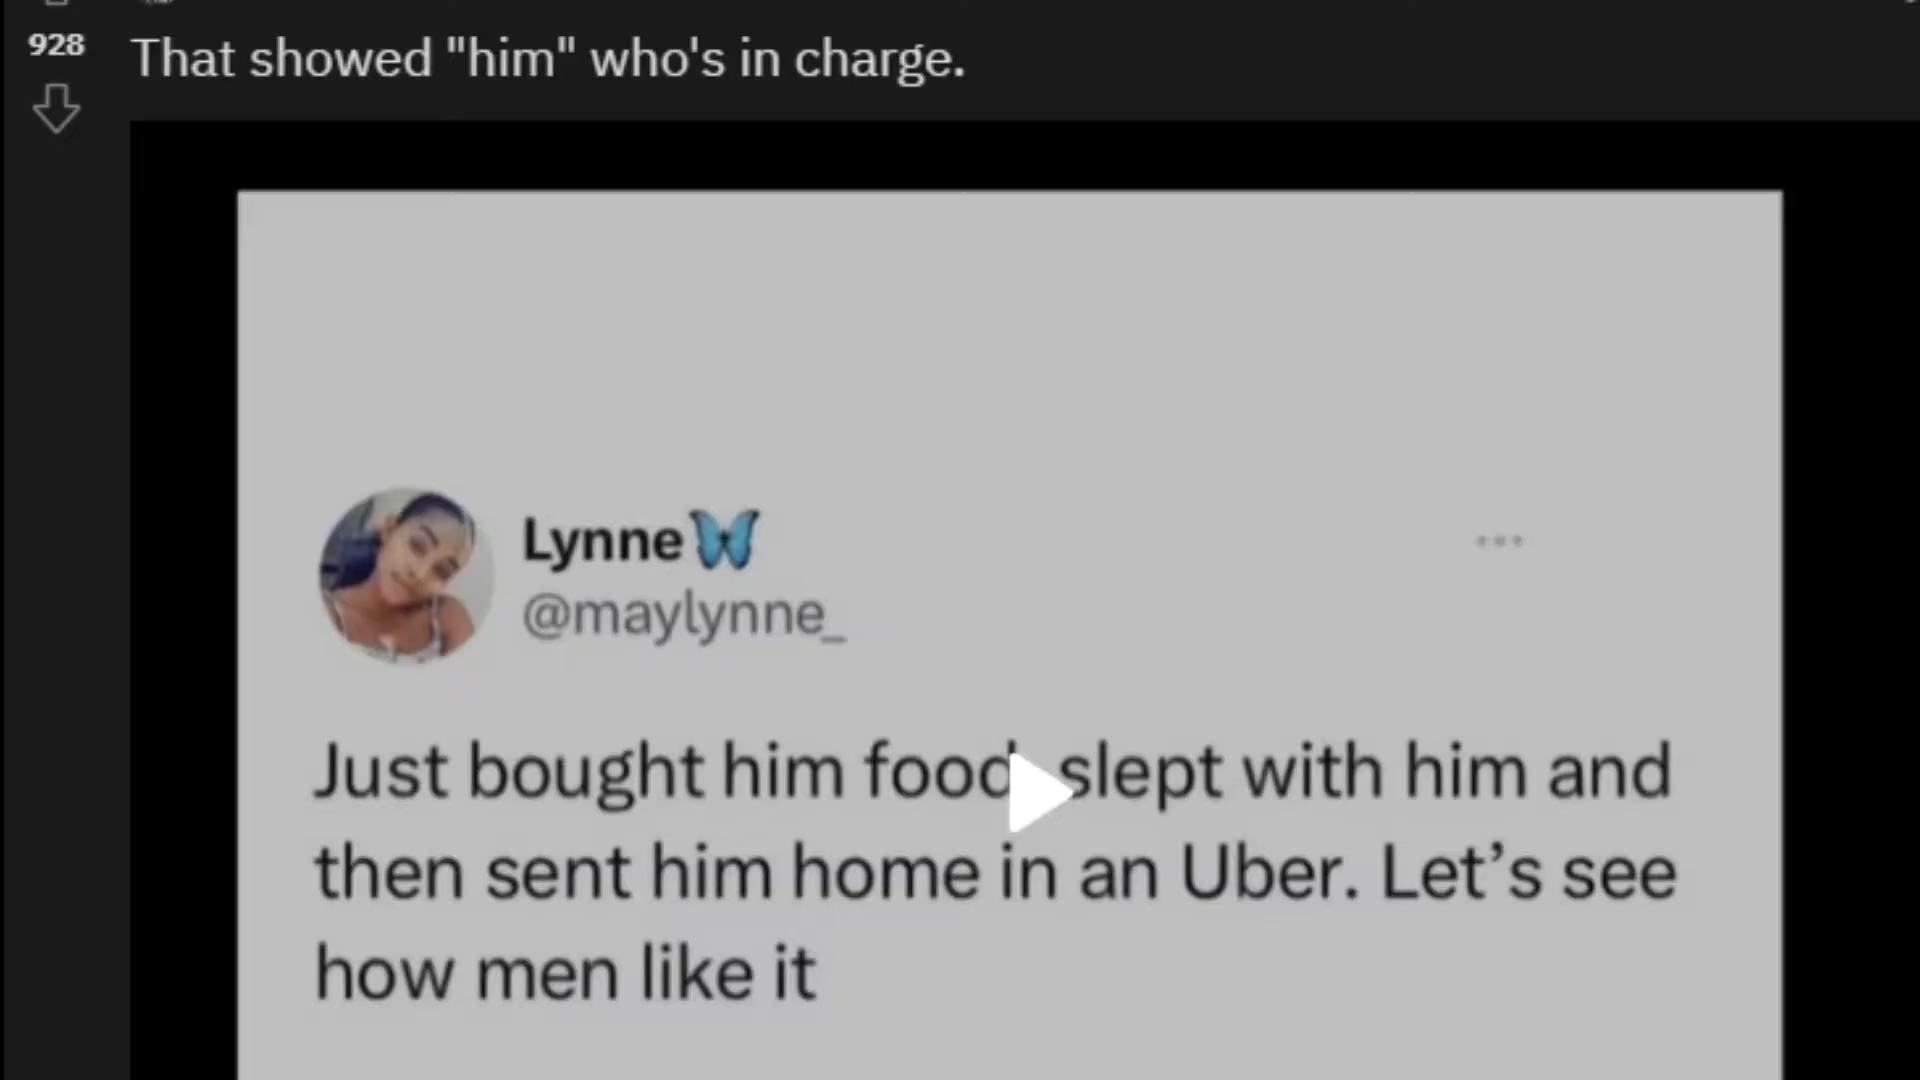 928
That showed "him" who's in charge.
Lynne🦋
@maylynne_
Just bought him food slept with him and
then sent him home in an Uber. Let’s see
how men like it